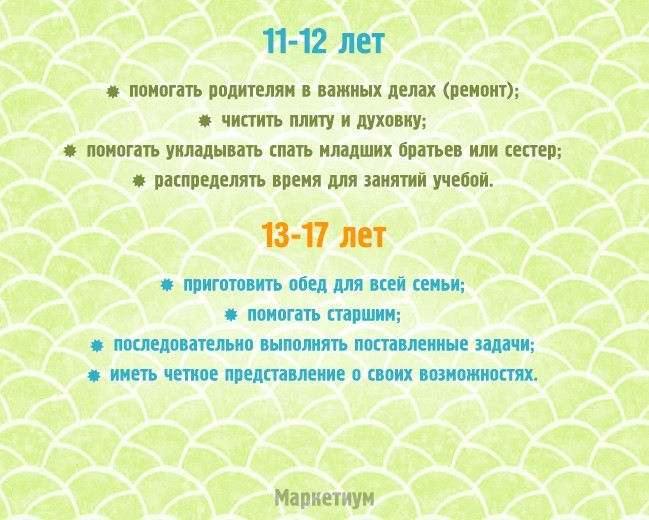 11-12 лет
помогать родителям в важных делах (ремонт);
чистить плиту и духовку;
помогать укладывать спать младших братьев или сестер;
распределять время для занятий учебой.
13-17 лет
приготовить обед для всей семьи;
помогать старшим;
последовательно выполнять поставленные задачи;
иметь четкое представление о своих возможностях.
Маркетиум